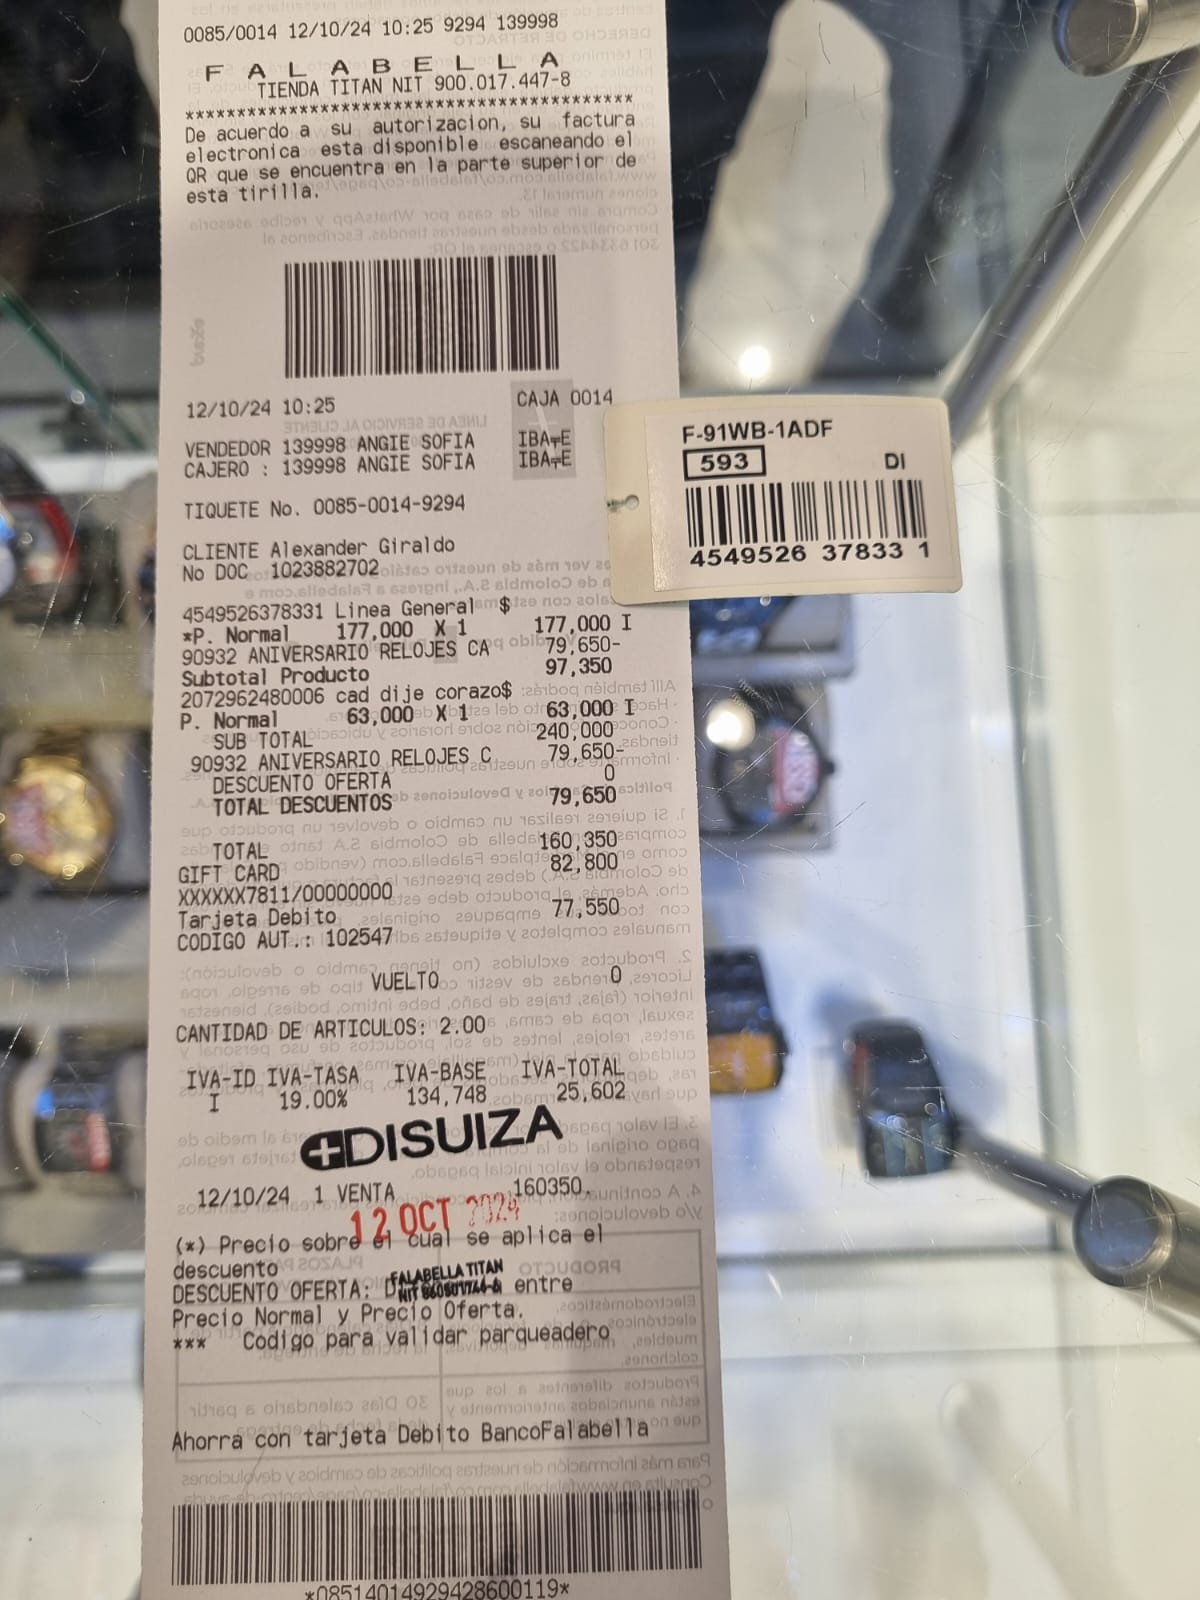 0085/0014 12/10/24 10:25 9294 139998
F A L A B E L L A
TIENDA TITAN NIT 900.017.447-8
*******************************************
De acuerdo a su autorizacion, su factura
electronica esta disponible escaneando el
QR que se encuentra en la parte superior de
esta tirilla.
12/10/24 10:25 CAJA 0014
VENDEDOR 139998 ANGIE SOFIA
CAJERO : 139998 ANGIE SOFIA
TIQUETE No. 0085-0014-9294
CLIENTE Alexander Giraldo
No DOC 1023882702
4549526378331 Linea General $
*P. Normal 177,000 X 1 177,000 I
90932 ANIVERSARIO RELOJES CA 79,650-
Subtotal Producto 97,350
2072962480006 cad dije corazo$
P. Normal 63,000 X 1 63,000 I
SUB TOTAL 240,000
90932 ANIVERSARIO RELOJES C 79,650-
DESCUENTO OFERTA 0
TOTAL DESCUENTOS 79,650
TOTAL 160,350
GIFT CARD 82,800
XXXXXX7811/00000000
Tarjeta Debito 77,550
CODIGO AUT.: 102547
VUELTO 0
CANTIDAD DE ARTICULOS: 2.00
IVA-ID IVA-TASA IVA-BASE IVA-TOTAL
I 19.00% 134,748 25,602
DISUIZA
12/10/24 1 VENTA 160350.
12 OCT 2024
(*) Precio sobre el cual se aplica el
descuento
FALABELLA TITAN
DESCUENTO OFERTA: entre
Precio Normal y Precio Oferta.
*** Codigo para validar parqueadero
Ahorra con tarjeta Debito BancoFalabella
*08514014929428600119*
F-91WB-1ADF
593 DI
4549526 37833 1